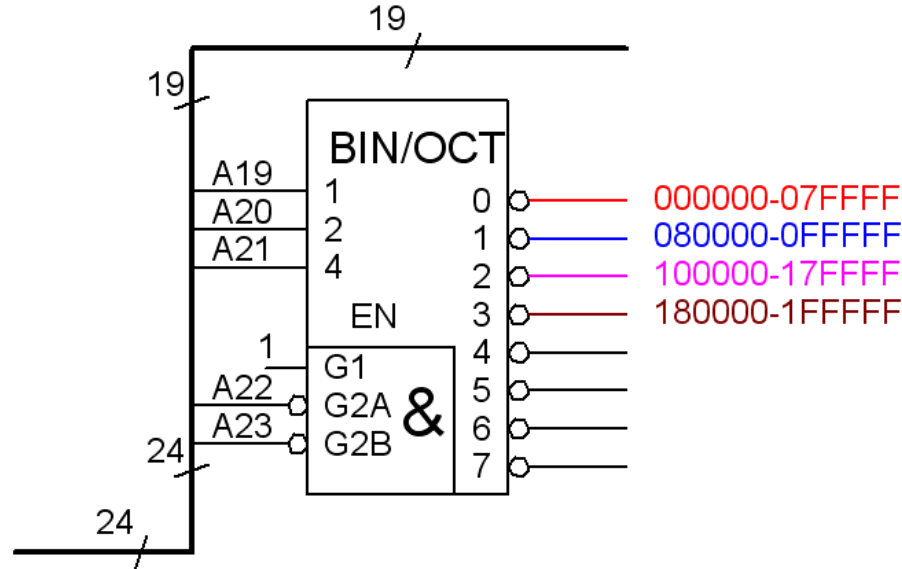 19
19
BIN/OCT
A19 1 0 000000-07FFFF
A20 2 1 080000-0FFFFF
A21 4 2 100000-17FFFF
EN 3 180000-1FFFFF
1 G1 4
A22 G2A & 5
A23 G2B 6
24 7
24